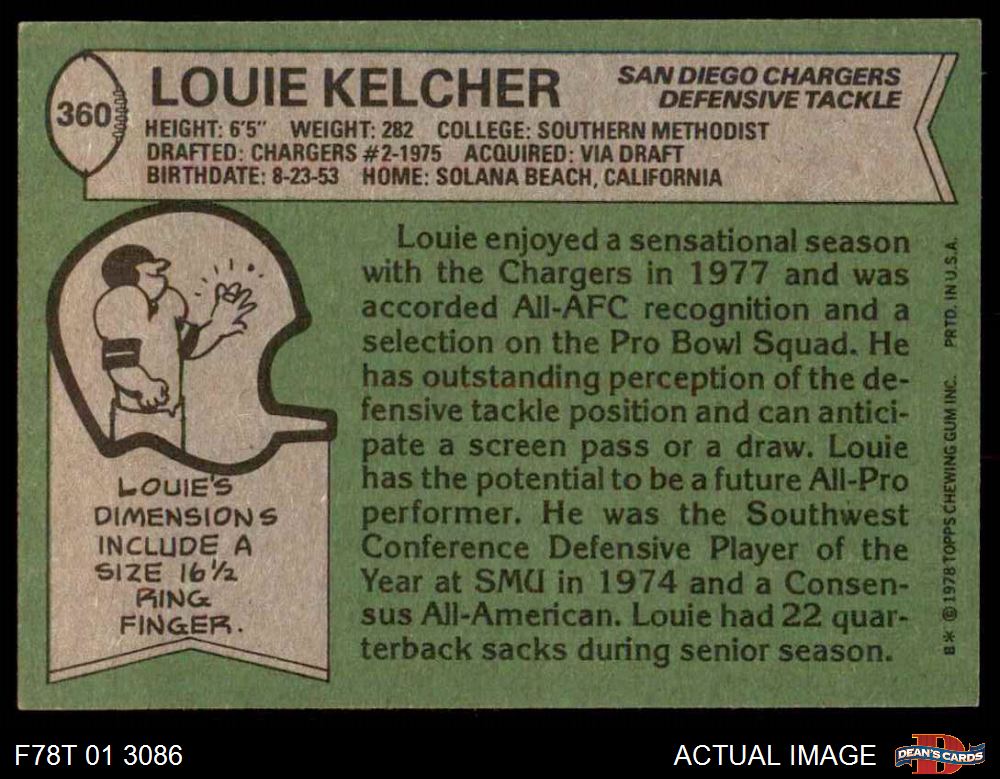 360
LOUIE KELCHER
SAN DIEGO CHARGERS
DEFENSIVE TACKLE
HEIGHT: 6'5" WEIGHT: 282 COLLEGE: SOUTHERN METHODIST
DRAFTED: CHARGERS #2-1975 ACQUIRED: VIA DRAFT
BIRTHDATE: 8-23-53 HOME: SOLANA BEACH, CALIFORNIA
LOUIE'S
DIMENSIONS
INCLUDE A
SIZE 16 1/2
RING
FINGER.
Louie enjoyed a sensational season
with the Chargers in 1977 and was
accorded All-AFC recognition and a
selection on the Pro Bowl Squad. He
has outstanding perception of the de-
fensive tackle position and can antici-
pate a screen pass or a draw. Louie
has the potential to be a future All-Pro
performer. He was the Southwest
Conference Defensive Player of the
Year at SMU in 1974 and a Consen-
sus All-American. Louie had 22 quar-
terback sacks during senior season.
B* © 1978 TOPPS CHEWING GUM INC. PRTD. IN U.S.A.
F78T 01 3086
ACTUAL IMAGE
D
DEAN'S CARDS